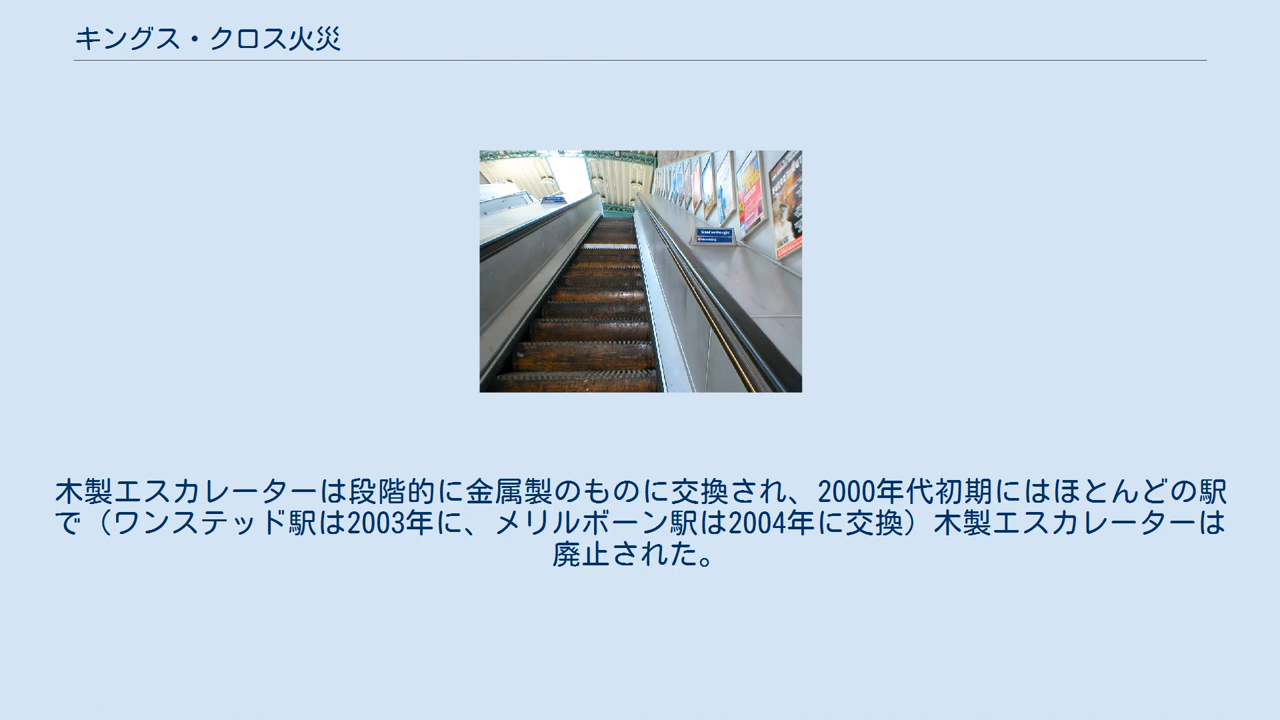 キングス・クロス火災
Stand on the right
木製エスカレーターは段階的に金属製のものに交換され、2000年代初期にはほとんどの駅
で（ワンステッド駅は2003年に、メリルボーン駅は2004年に交換）木製エスカレーターは
廃止された。